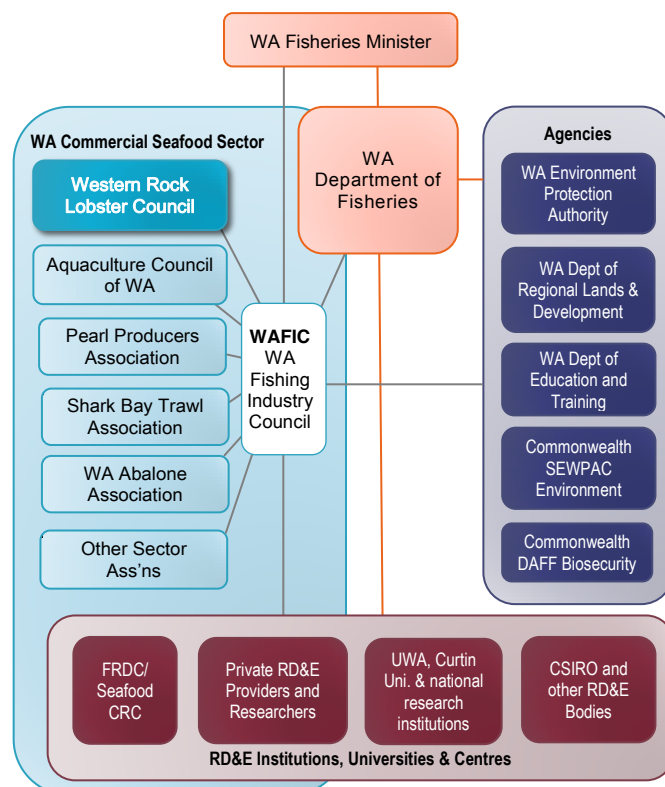 WA Fisheries Minister
WA Commercial Seafood Sector
Western Rock
Lobster Council
Aquaculture Council
of WA
Pearl Producers
Association
Shark Bay Trawl
Association
WA Abalone
Association
Other Sector
Ass'ns
WAFIC
WA
Fishing
Industry
Council
WA
Department of
Fisheries
Agencies
WA Environment
Protection
Authority
WA Dept of
Regional Lands &
Development
WA Dept of
Education and
Training
Commonwealth
SEWPAC
Environment
Commonwealth
DAFF Biosecurity
FRDC/
Seafood
CRC
Private RD&E
Providers and
Researchers
UWA, Curtin
Uni. & national
research
institutions
CSIRO and
other RD&E
Bodies
RD&E Institutions, Universities & Centres